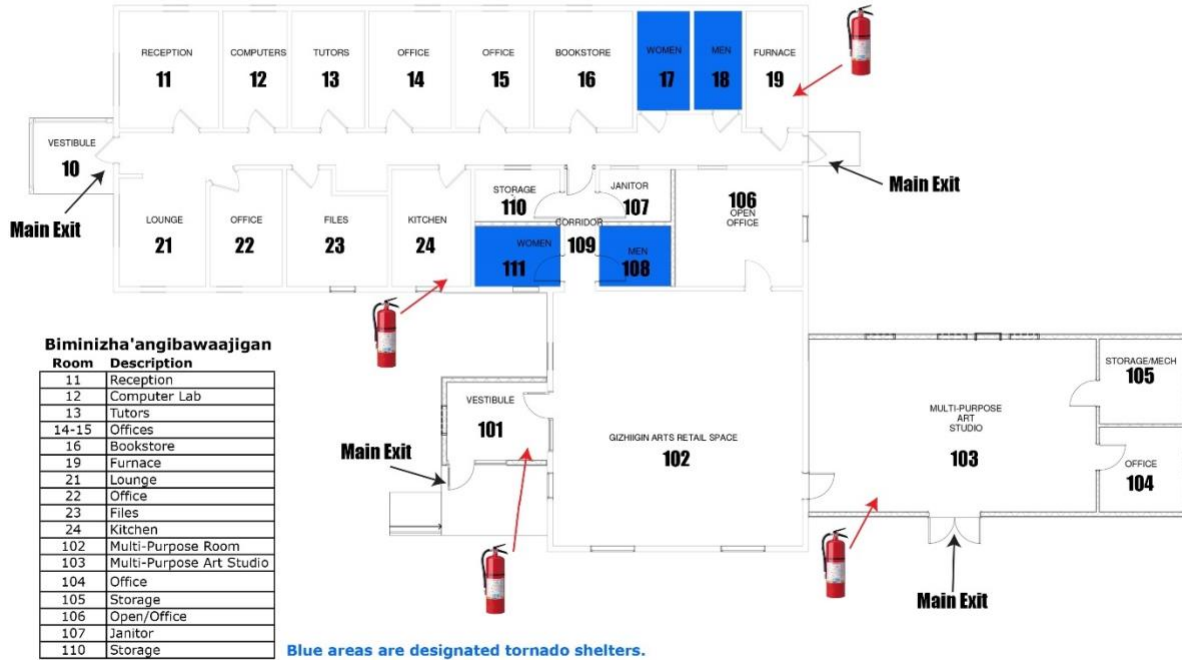 RECEPTION
11
COMPUTERS
12
TUTORS
13
OFFICE
14
OFFICE
15
BOOKSTORE
16
WOMEN
17
MEN
18
FURNACE
19
VESTIBULE
10
Main Exit
LOUNGE
21
OFFICE
22
FILES
23
KITCHEN
24
STORAGE
110
JANITOR
107
CORRIDOR
109
WOMEN
111
MEN
108
106
OPEN
OFFICE
Main Exit
VESTIBULE
101
Main Exit
GIZHIIGIN ARTS RETAIL SPACE
102
MULTI-PURPOSE
ART
STUDIO
103
STORAGE/MECH
105
OFFICE
104
Main Exit
Biminizha'angibawaajigan
Room Description
11 Reception
12 Computer Lab
13 Tutors
14-15 Offices
16 Bookstore
19 Furnace
21 Lounge
22 Office
23 Files
24 Kitchen
102 Multi-Purpose Room
103 Multi-Purpose Art Studio
104 Office
105 Storage
106 Open/Office
107 Janitor
110 Storage
Blue areas are designated tornado shelters.